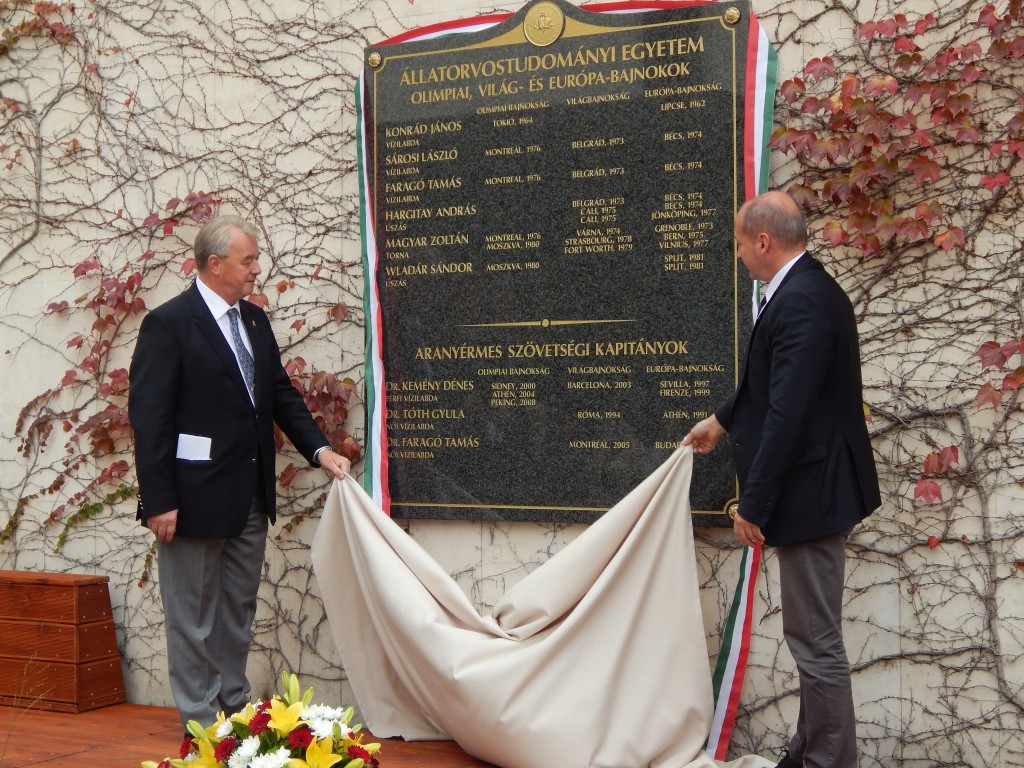 ÁLLATORVOSTUDOMÁNYI EGYETEM
OLIMPIAI, VILÁG- ÉS EURÓPA-BAJNOKOK
OLIMPIAI BAJNOKSÁG VILÁGBAJNOKSÁG EURÓPA-BAJNOKSÁG
KONRÁD JÁNOS TOKIÓ, 1964 LIPCSE, 1962
VÍZILABDA
SÁROSI LÁSZLÓ MONTREAL, 1976 BELGRÁD, 1973 BÉCS, 1974
VÍZILABDA
FARAGÓ TAMÁS MONTREAL, 1976 BELGRÁD, 1973 BÉCS, 1974
VÍZILABDA
HARGITAY ANDRÁS BELGRÁD, 1973 BÉCS, 1974
CALI, 1975 BÉCS, 1974
ÚSZÁS CALI, 1975 JÖNKÖPING, 1977
MAGYAR ZOLTÁN MONTREAL, 1976 VÁRNA, 1974 GRENOBLE, 1973
MOSZKVA, 1980 STRASBOURG, 1978 BERN, 1975
TORNA FORT WORTH, 1979 VILNIUS, 1977
WLADÁR SÁNDOR MOSZKVA, 1980 SPLIT, 1981
ÚSZÁS SPLIT, 1981
ARANYÉRMES SZÖVETSÉGI KAPITÁNYOK
OLIMPIAI BAJNOKSÁG VILÁGBAJNOKSÁG EURÓPA-BAJNOKSÁG
DR. KEMÉNY DÉNES SIDNEY, 2000 BARCELONA, 2003 SEVILLA, 1997
FÉRFI VÍZILABDA ATHÉN, 2004 FIRENZE, 1999
PEKING, 2008
DR. TÓTH GYULA RÓMA, 1994 ATHÉN, 1991
NŐI VÍZILABDA
DR. FARAGÓ TAMÁS MONTREAL, 2005
NŐI VÍZILABDA